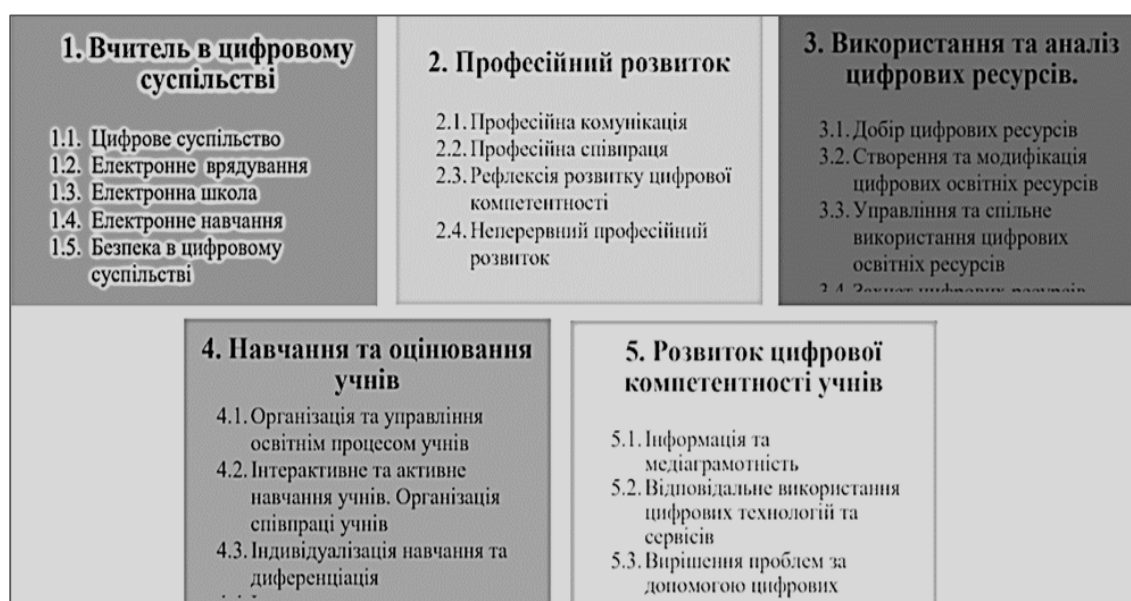 1. Вчитель в цифровому
суспільстві
1.1. Цифрове суспільство
1.2. Електронне врядування
1.3. Електронна школа
1.4. Електронне навчання
1.5. Безпека в цифровому
суспільстві
2. Професійний розвиток
2.1. Професійна комунікація
2.2. Професійна співпраця
2.3. Рефлексія розвитку цифрової
компетентності
2.4. Неперервний професійний
розвиток
3. Використання та аналіз
цифрових ресурсів.
3.1. Добір цифрових ресурсів
3.2. Створення та модифікація
цифрових освітніх ресурсів
3.3. Управління та спільне
використання цифрових
освітніх ресурсів
4. Навчання та оцінювання
учнів
4.1. Організація та управління
освітнім процесом учнів
4.2. Інтерактивне та активне
навчання учнів. Організація
співпраці учнів
4.3. Індивідуалізація навчання та
диференціація
5. Розвиток цифрової
компетентності учнів
5.1. Інформація та
медіаграмотність
5.2. Відповідальне використання
цифрових технологій та
сервісів
5.3. Вирішення проблем за
допомогою цифрових